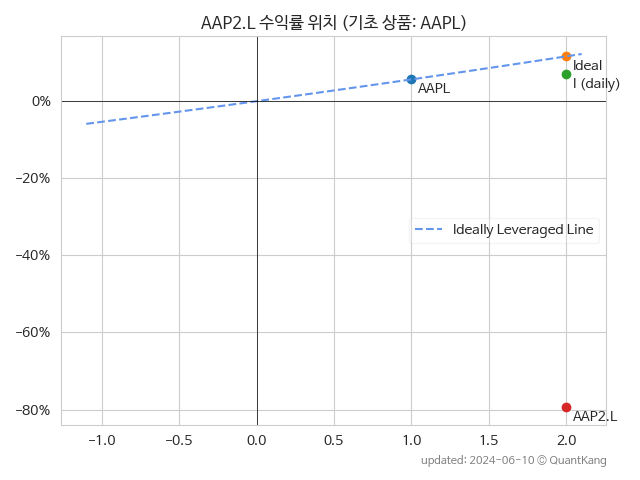 AAP2.L 수익률 위치 (기초 상품: AAPL)
0%
−20%
−40%
−60%
−80%
Ideal
I (daily)
AAPL
Ideally Leveraged Line
AAP2.L
−1.0 −0.5 0.0 0.5 1.0 1.5 2.0
updated: 2024-06-10 © QuantKang